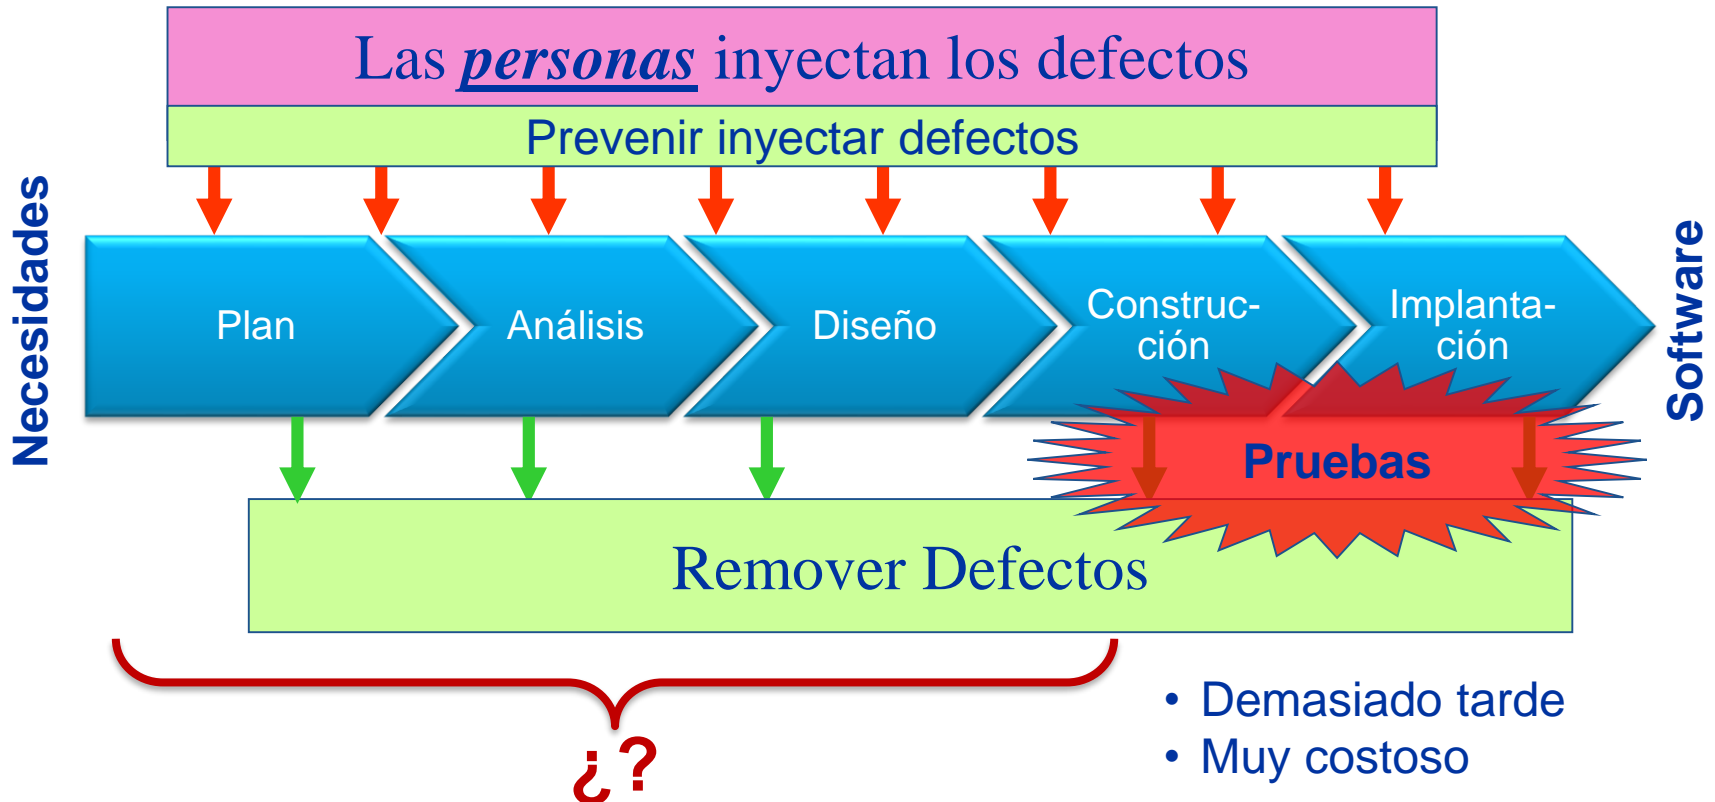 Las personas inyectan los defectos
Prevenir inyectar defectos
Necesidades
Plan
Análisis
Diseño
Construc-
ción
Implanta-
ción
Software
Pruebas
Remover Defectos
¿?
• Demasiado tarde
• Muy costoso